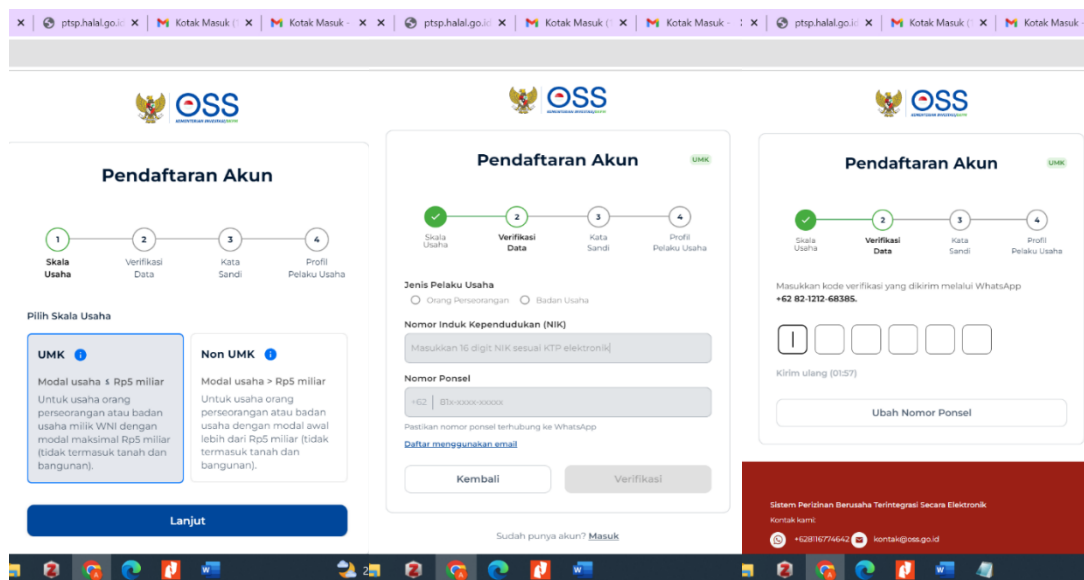 ptsp.halal.go.i
Kotak Masuk (
Kotak Masuk -
ptsp.halal.go.i
Kotak Masuk (
Kotak Masuk -
ptsp.halal.go.i
Kotak Masuk (
Kotak Masuk -
OSS
Pendaftaran Akun
1
2
3
4
Skala Usaha
Verifikasi Data
Kata Sandi
Profil Pelaku Usaha
Pilih Skala Usaha
UMK
Modal usaha ≤ Rp5 miliar
Untuk usaha orang
perseorangan atau badan
usaha milik WNI dengan
modal maksimal Rp5 miliar
(tidak termasuk tanah dan
bangunan).
Non UMK
Modal usaha > Rp5 miliar
Untuk usaha orang
perseorangan atau badan
usaha dengan modal awal
lebih dari Rp5 miliar (tidak
termasuk tanah dan
bangunan).
Lanjut
OSS
Pendaftaran Akun
UMK
2
3
4
Skala Usaha
Verifikasi Data
Kata Sandi
Profil Pelaku Usaha
Jenis Pelaku Usaha
Orang Perseorangan
Badan Usaha
Nomor Induk Kependudukan (NIK)
Masukkan 16 digit NIK sesuai KTP elektronik
Nomor Ponsel
+62 81x-xxxx-xxxxx
Pastikan nomor ponsel terhubung ke WhatsApp
Daftar menggunakan email
Kembali
Verifikasi
Sudah punya akun? Masuk
OSS
Pendaftaran Akun
UMK
2
3
4
Skala Usaha
Verifikasi Data
Kata Sandi
Profil Pelaku Usaha
Masukkan kode verifikasi yang dikirim melalui WhatsApp
+62 82-1212-68385.
Kirim ulang (01:57)
Ubah Nomor Ponsel
Sistem Perizinan Berusaha Terintegrasi Secara Elektronik
Kontak kami:
+628116774642
kontak@oss.go.id